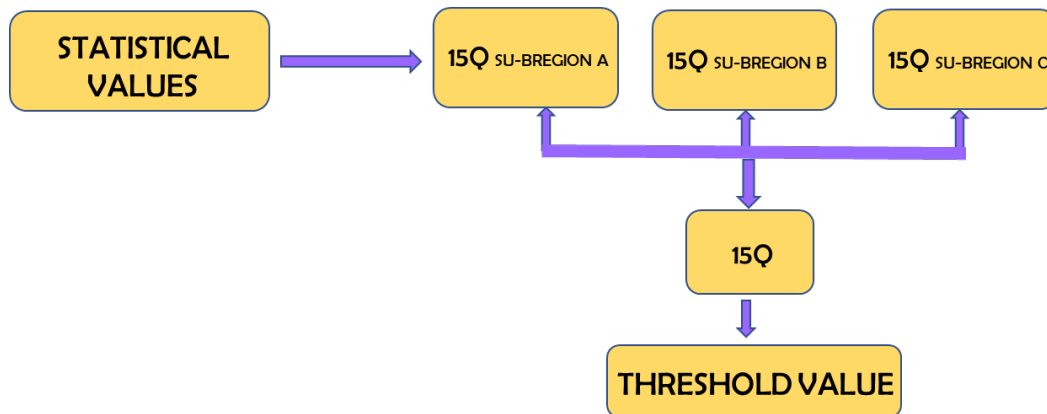 STATISTICAL
VALUES
15Q SU-BREGION A
15Q SU-BREGION B
15Q SU-BREGION C
15Q
THRESHOLD VALUE